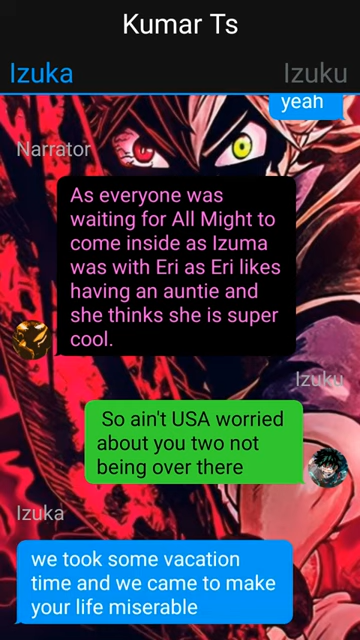 Kumar Ts
Izuka
Izuku
yeah
Narrator
As everyone was
waiting for All Might to
come inside as Izuma
was with Eri as Eri likes
having an auntie and
she thinks she is super
cool.
Izuku
So ain't USA worried
about you two not
being over there
Izuka
we took some vacation
time and we came to make
your life miserable